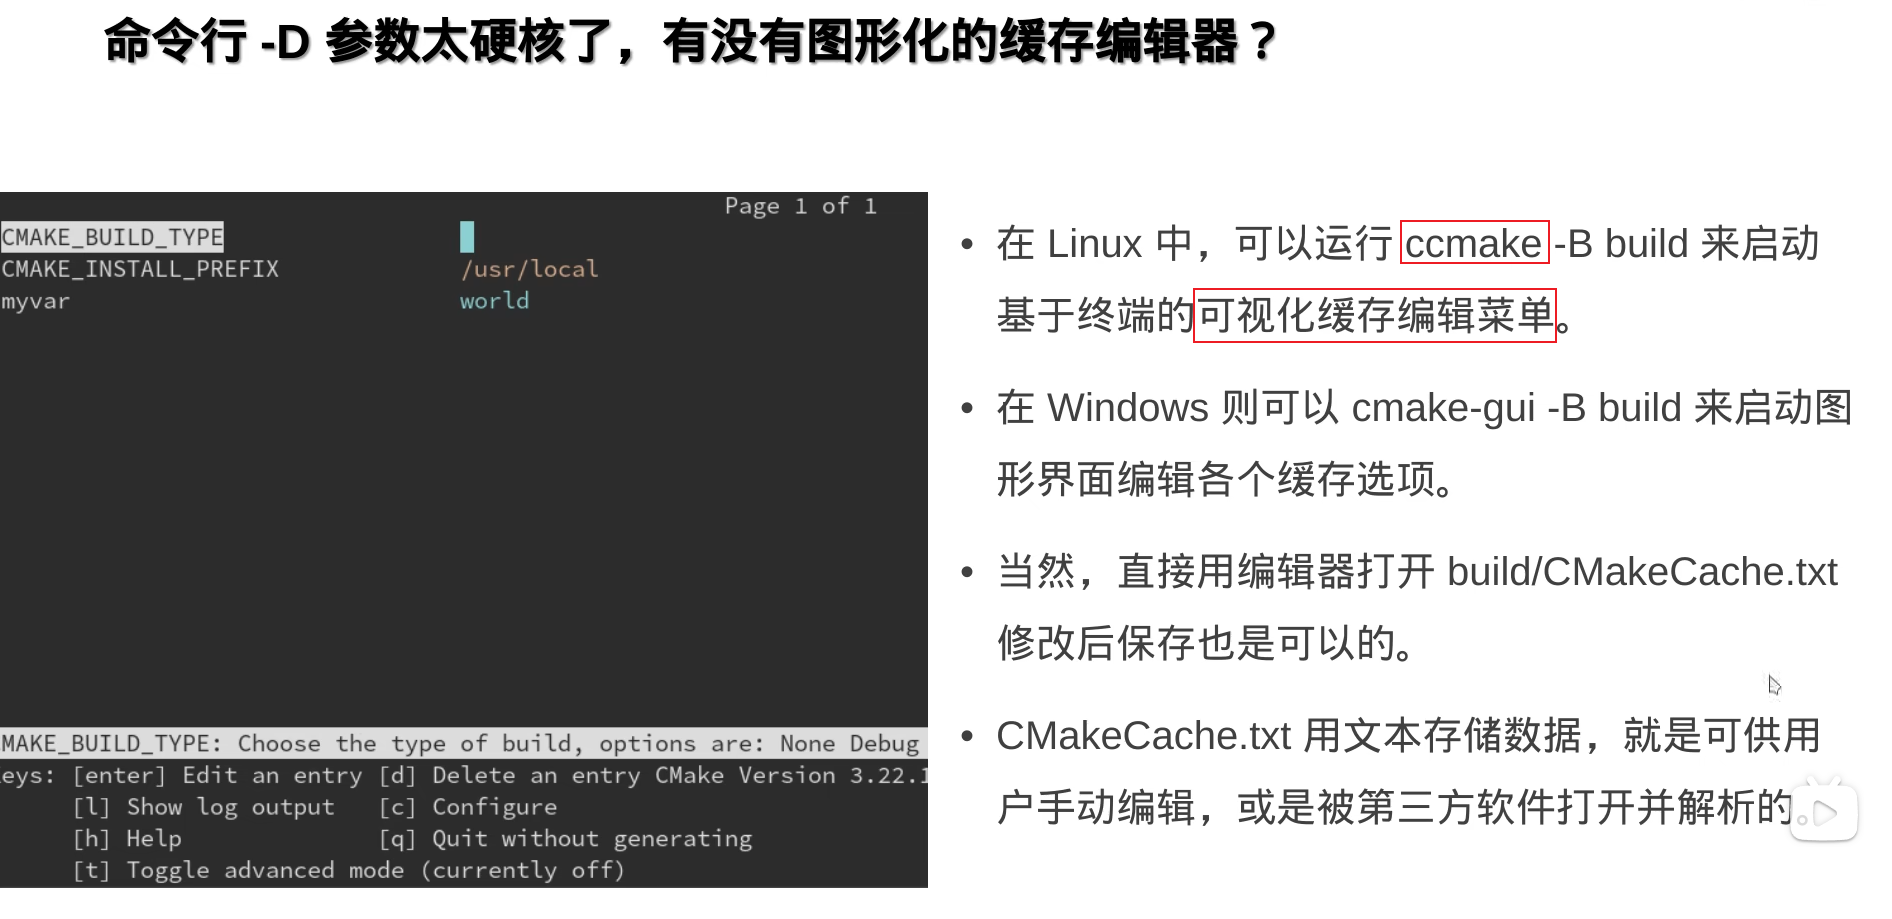 命令行 -D 参数太硬核了，有没有图形化的缓存编辑器？
Page 1 of 1
CMAKE_BUILD_TYPE
CMAKE_INSTALL_PREFIX /usr/local
myvar world
MAKE_BUILD_TYPE: Choose the type of build, options are: None Debug
eys: [enter] Edit an entry [d] Delete an entry CMake Version 3.22.1
[l] Show log output [c] Configure
[h] Help [q] Quit without generating
[t] Toggle advanced mode (currently off)
• 在 Linux 中，可以运行 ccmake -B build 来启动
基于终端的可视化缓存编辑菜单。
• 在 Windows 则可以 cmake-gui -B build 来启动图
形界面编辑各个缓存选项。
• 当然，直接用编辑器打开 build/CMakeCache.txt
修改后保存也是可以的。
• CMakeCache.txt 用文本存储数据，就是可供用
户手动编辑，或是被第三方软件打开并解析的。